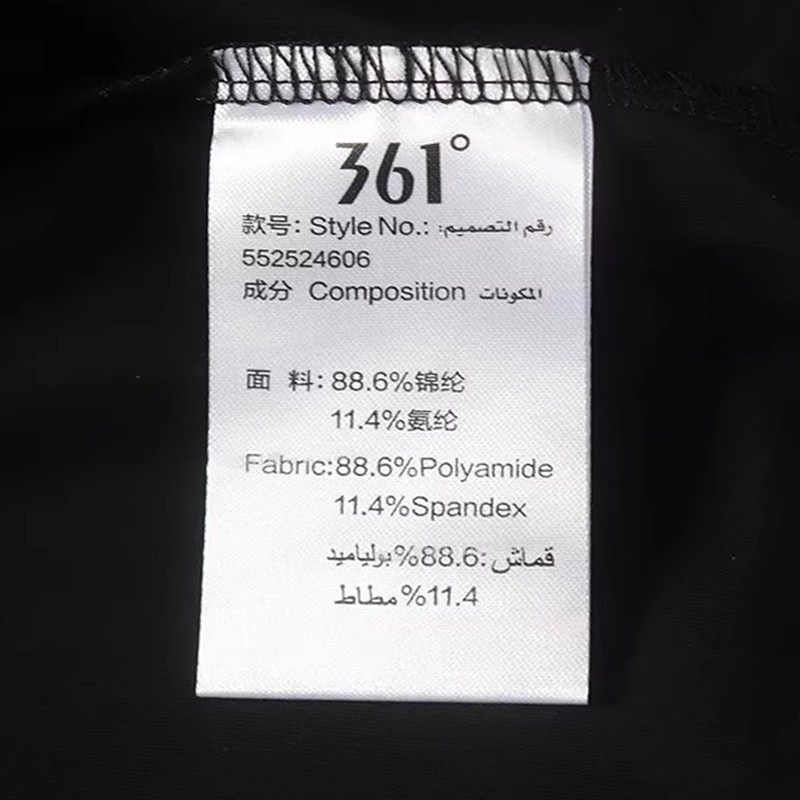 361°
款号: Style No.: رقم التصميم:
552524606
成分 Composition المكونات
面 料: 88.6%锦纶
11.4%氨纶
Fabric:88.6%Polyamide
11.4%Spandex
قماش :88.6%بولياميد
11.4%مطاط